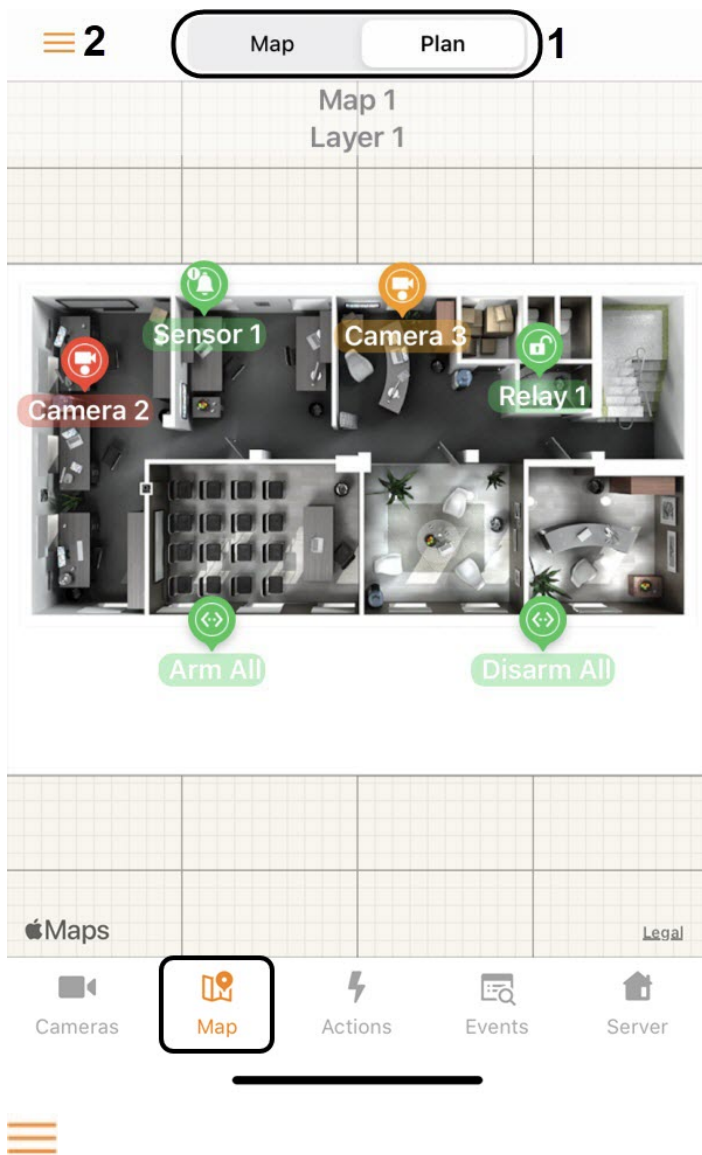 2
Map
Plan
1
Map 1
Layer 1
Sensor 1
Camera 3
Camera 2
Relay 1
Arm All
Disarm All
Maps
Legal
Cameras
Map
Actions
Events
Server